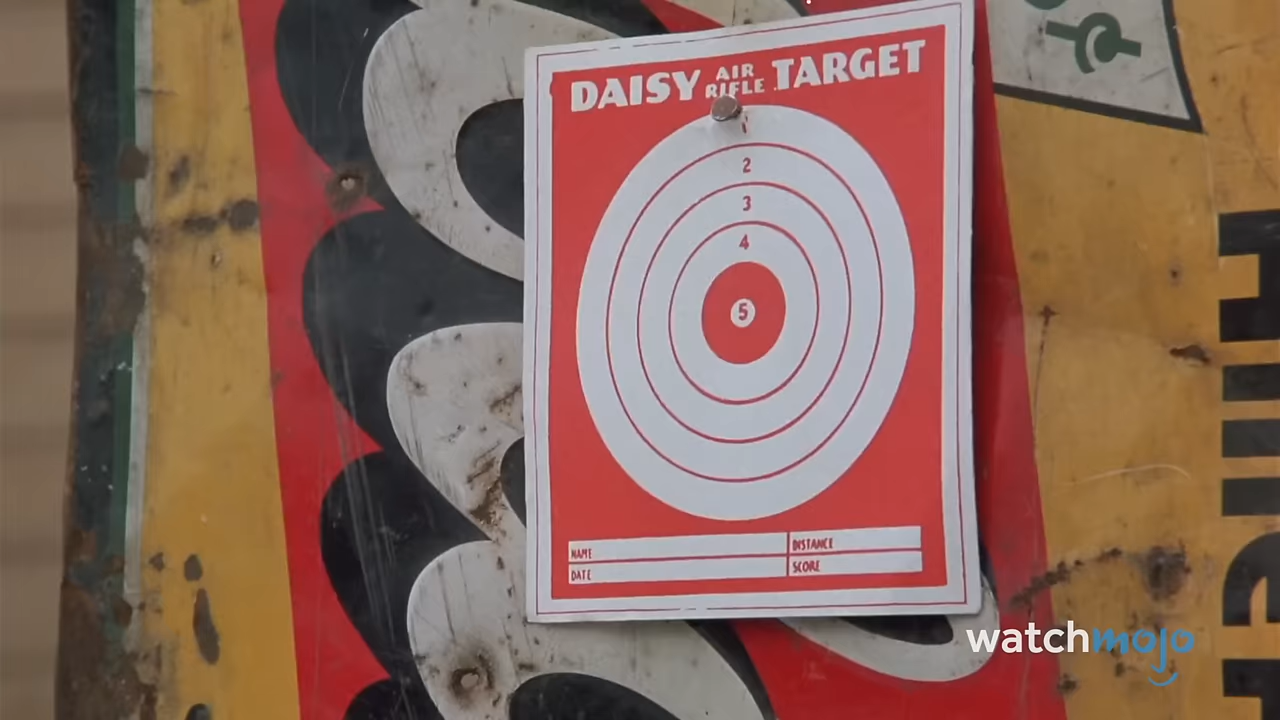 DAISY AIR RIFLE TARGET
1
2
3
4
5
NAME
DISTANCE
DATE
SCORE
watchmojo